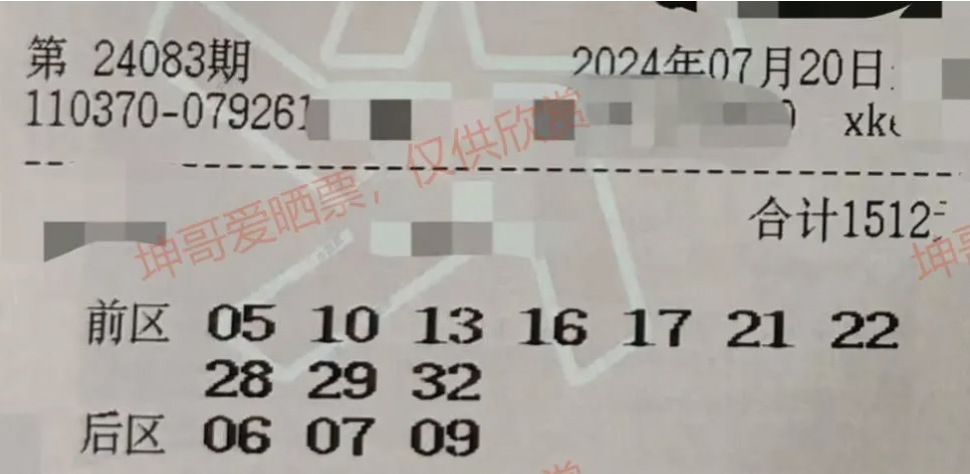 第 24083期 2024年07月20日
110370-079261 xk
坤哥爱晒票，仅供欣赏
合计1512
前区 05 10 13 16 17 21 22
28 29 32
后区 06 07 09